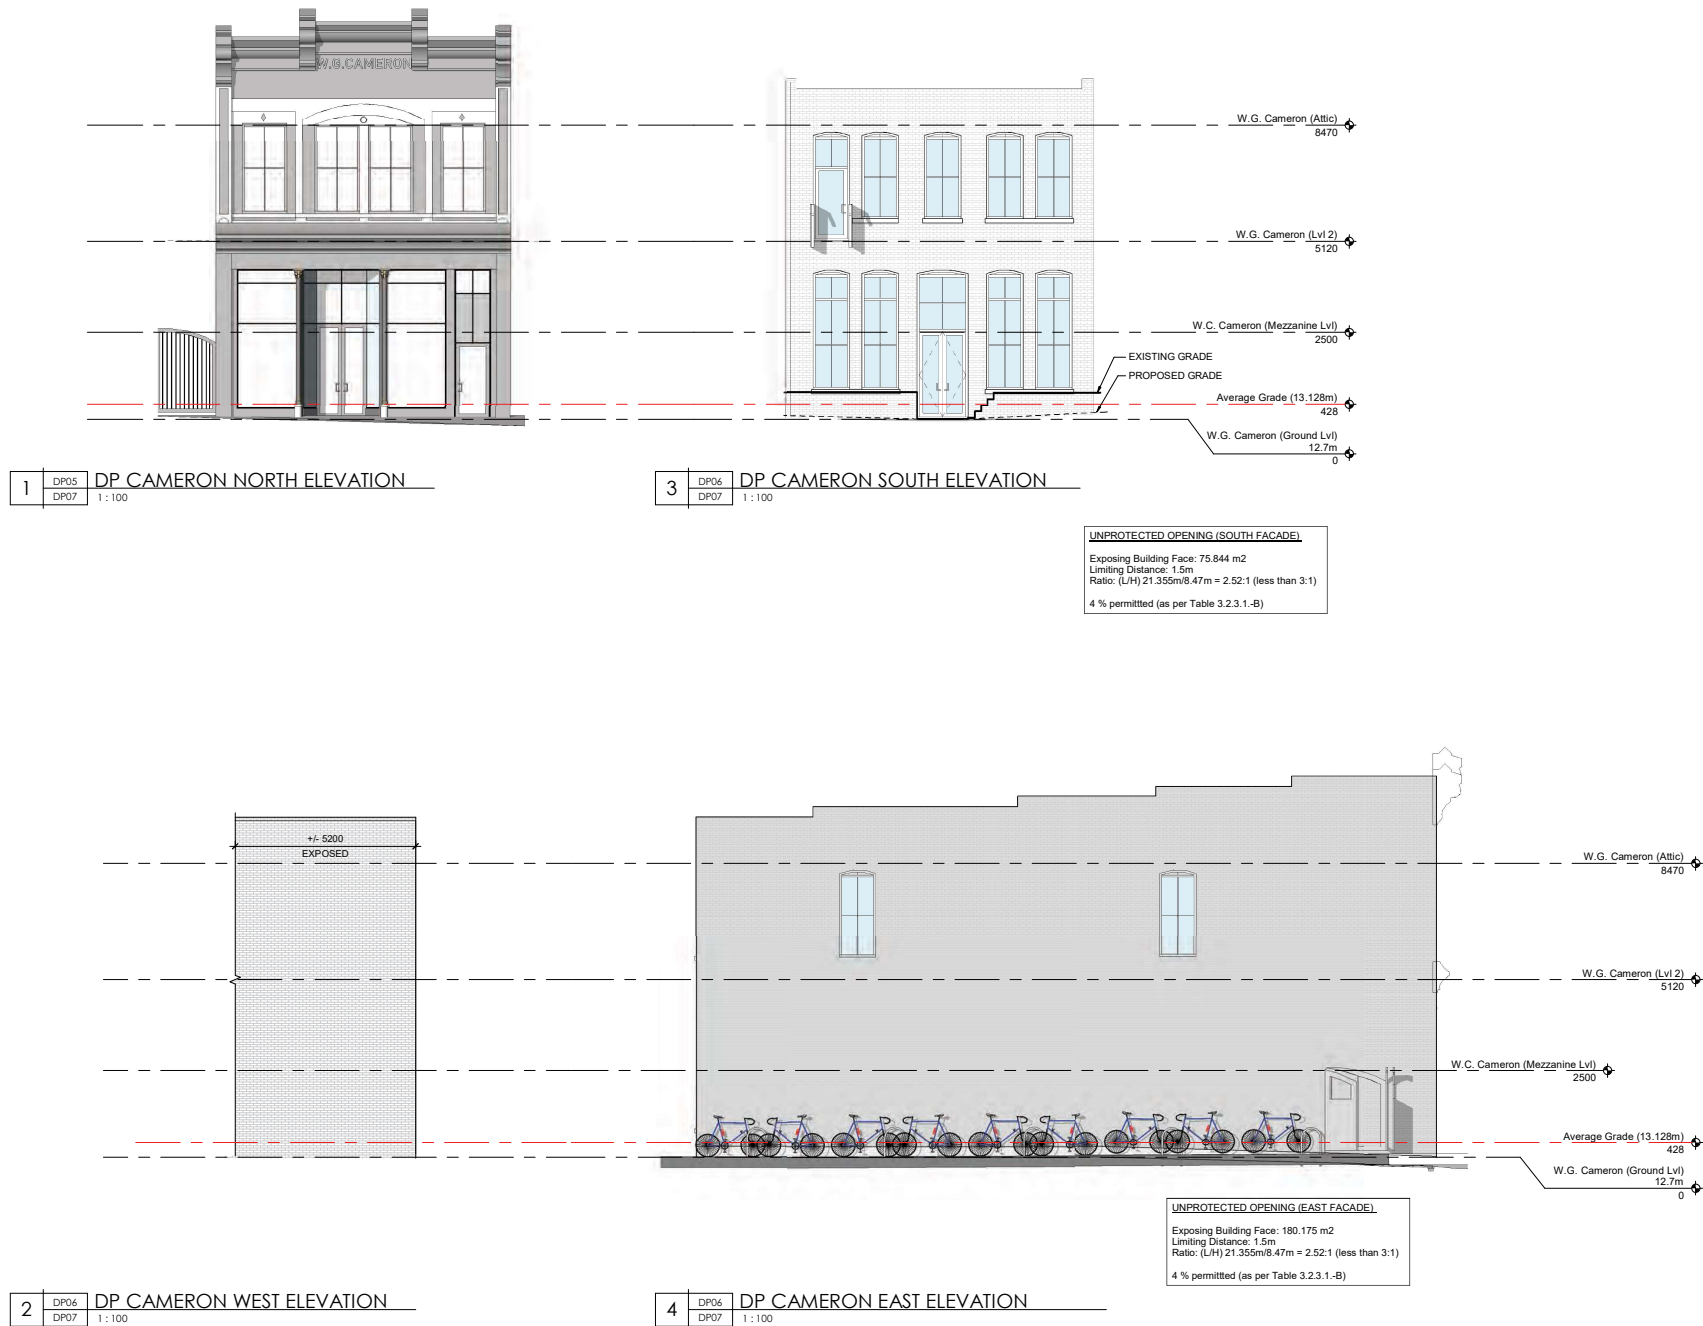 W.G.CAMERON
W.G. Cameron (Attic)
8470
W.G. Cameron (Lvl 2)
5120
W.C. Cameron (Mezzanine Lvl)
2500
EXISTING GRADE
PROPOSED GRADE
Average Grade (13.128m)
428
W.G. Cameron (Ground Lvl)
12.7m
0
1 DP05 DP07 DP CAMERON NORTH ELEVATION
1 : 100
3 DP06 DP07 DP CAMERON SOUTH ELEVATION
1 : 100
UNPROTECTED OPENING (SOUTH FACADE)
Exposing Building Face: 75.844 m2
Limiting Distance: 1.5m
Ratio: (L/H) 21.355m/8.47m = 2.52:1 (less than 3:1)
4 % permittted (as per Table 3.2.3.1.-B)
+/- 5200
EXPOSED
W.G. Cameron (Attic)
8470
W.G. Cameron (Lvl 2)
5120
W.C. Cameron (Mezzanine Lvl)
2500
Average Grade (13.128m)
428
W.G. Cameron (Ground Lvl)
12.7m
0
UNPROTECTED OPENING (EAST FACADE)
Exposing Building Face: 180.175 m2
Limiting Distance: 1.5m
Ratio: (L/H) 21.355m/8.47m = 2.52:1 (less than 3:1)
4 % permittted (as per Table 3.2.3.1.-B)
2 DP06 DP07 DP CAMERON WEST ELEVATION
1 : 100
4 DP06 DP07 DP CAMERON EAST ELEVATION
1 : 100